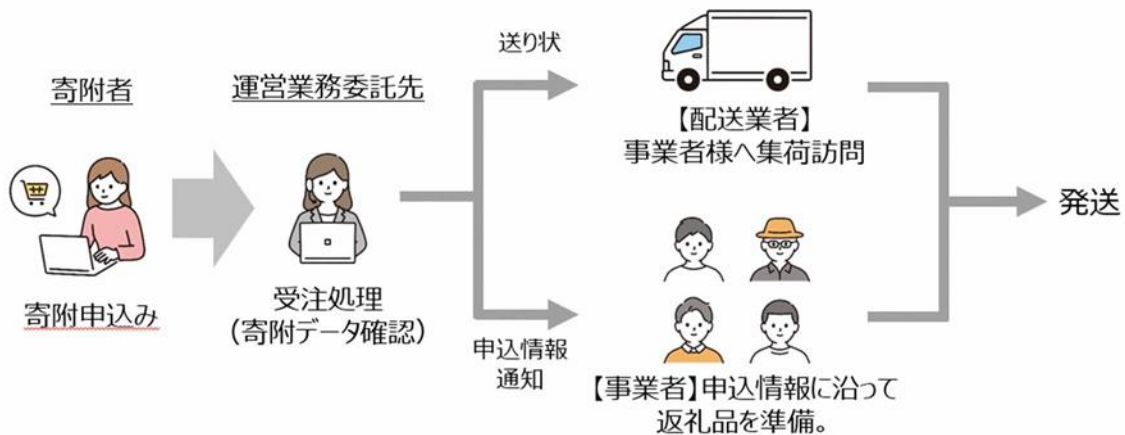 寄附者
寄附申込み
運営業務委託先
受注処理
（寄附データ確認）
送り状
【配送業者】
事業者様へ集荷訪問
申込情報
通知
【事業者】申込情報に沿って
返礼品を準備。
発送